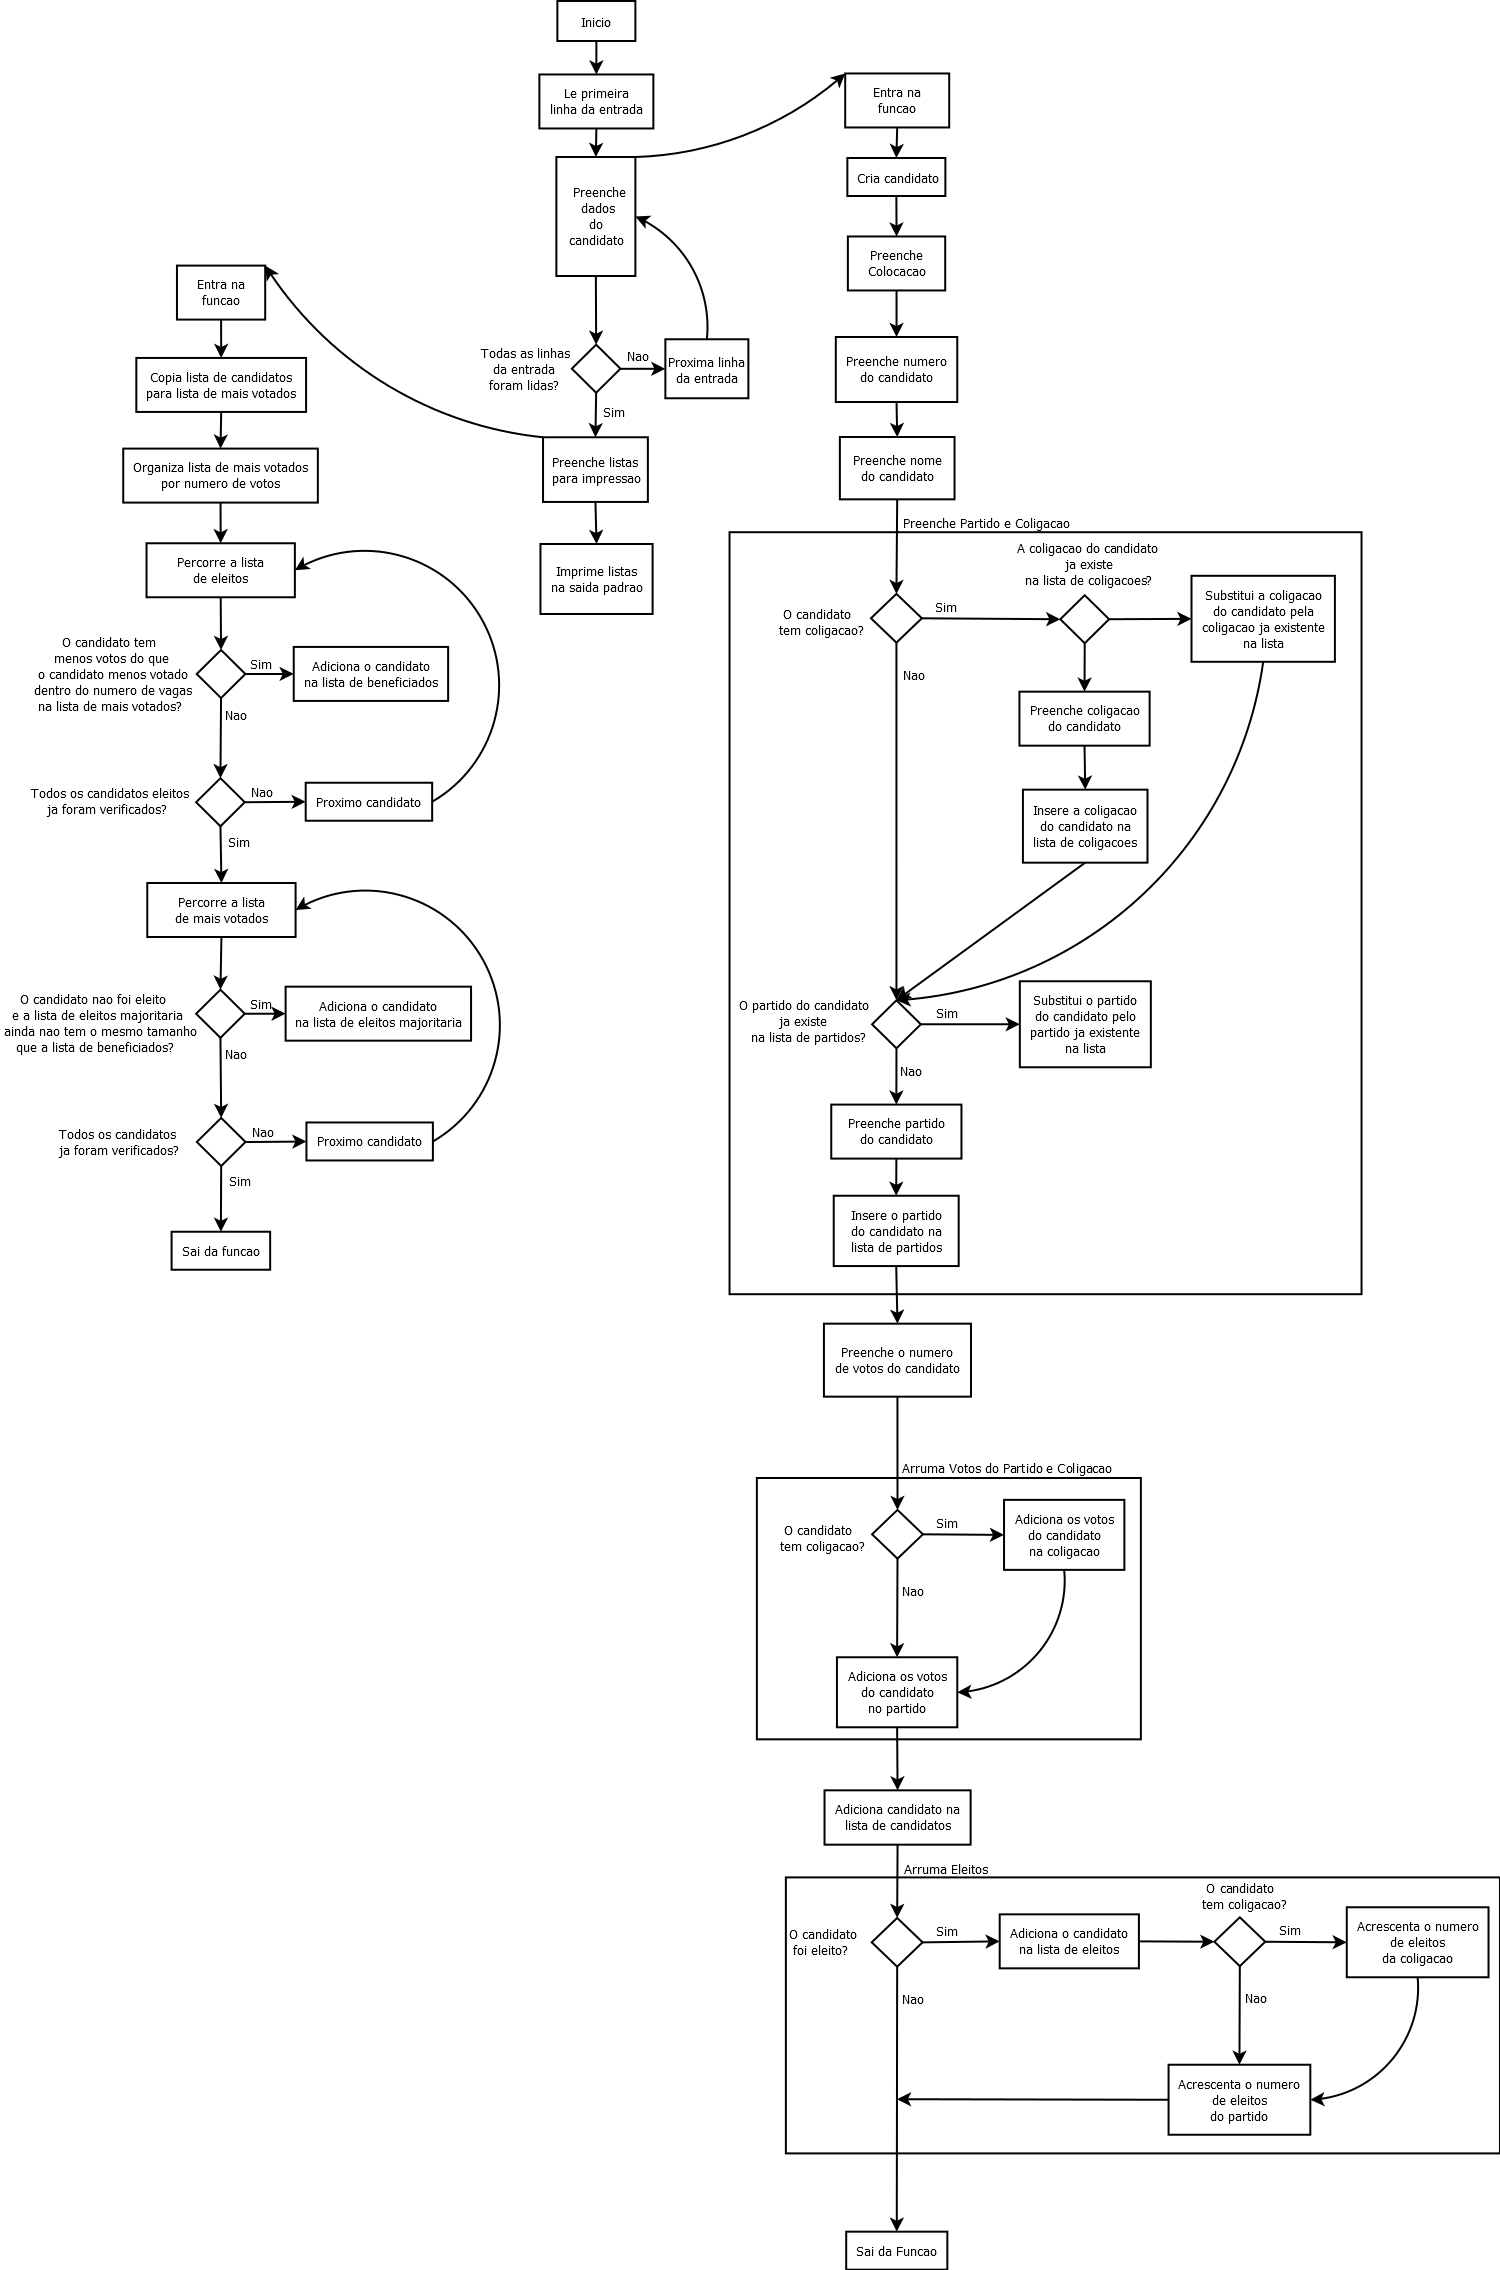 Inicio
Le primeira
linha da entrada
Preenche
dados
do
candidato
Todas as linhas
da entrada
foram lidas?
Nao
Proxima linha
da entrada
Sim
Preenche listas
para impressao
Imprime listas
na saida padrao
Entra na
funcao
Copia lista de candidatos
para lista de mais votados
Organiza lista de mais votados
por numero de votos
Percorre a lista
de eleitos
O candidato tem
menos votos do que
o candidato menos votado
dentro do numero de vagas
na lista de mais votados?
Sim
Adiciona o candidato
na lista de beneficiados
Nao
Todos os candidatos eleitos
ja foram verificados?
Nao
Proximo candidato
Sim
Percorre a lista
de mais votados
O candidato nao foi eleito
e a lista de eleitos majoritaria
ainda nao tem o mesmo tamanho
que a lista de beneficiados?
Sim
Adiciona o candidato
na lista de eleitos majoritaria
Nao
Todos os candidatos
ja foram verificados?
Nao
Proximo candidato
Sim
Sai da funcao
Entra na
funcao
Cria candidato
Preenche
Colocacao
Preenche numero
do candidato
Preenche nome
do candidato
Preenche Partido e Coligacao
O candidato
tem coligacao?
Sim
A coligacao do candidato
ja existe
na lista de coligacoes?
Substitui a coligacao
do candidato pela
coligacao ja existente
na lista
Nao
Preenche coligacao
do candidato
Insere a coligacao
do candidato na
lista de coligacoes
O partido do candidato
ja existe
na lista de partidos?
Sim
Substitui o partido
do candidato pelo
partido ja existente
na lista
Nao
Preenche partido
do candidato
Insere o partido
do candidato na
lista de partidos
Preenche o numero
de votos do candidato
Arruma Votos do Partido e Coligacao
O candidato
tem coligacao?
Sim
Adiciona os votos
do candidato
na coligacao
Nao
Adiciona os votos
do candidato
no partido
Adiciona candidato na
lista de candidatos
Arruma Eleitos
O candidato
foi eleito?
Sim
Adiciona o candidato
na lista de eleitos
O candidato
tem coligacao?
Sim
Acrescenta o numero
de eleitos
da coligacao
Nao
Nao
Acrescenta o numero
de eleitos
do partido
Sai da Funcao